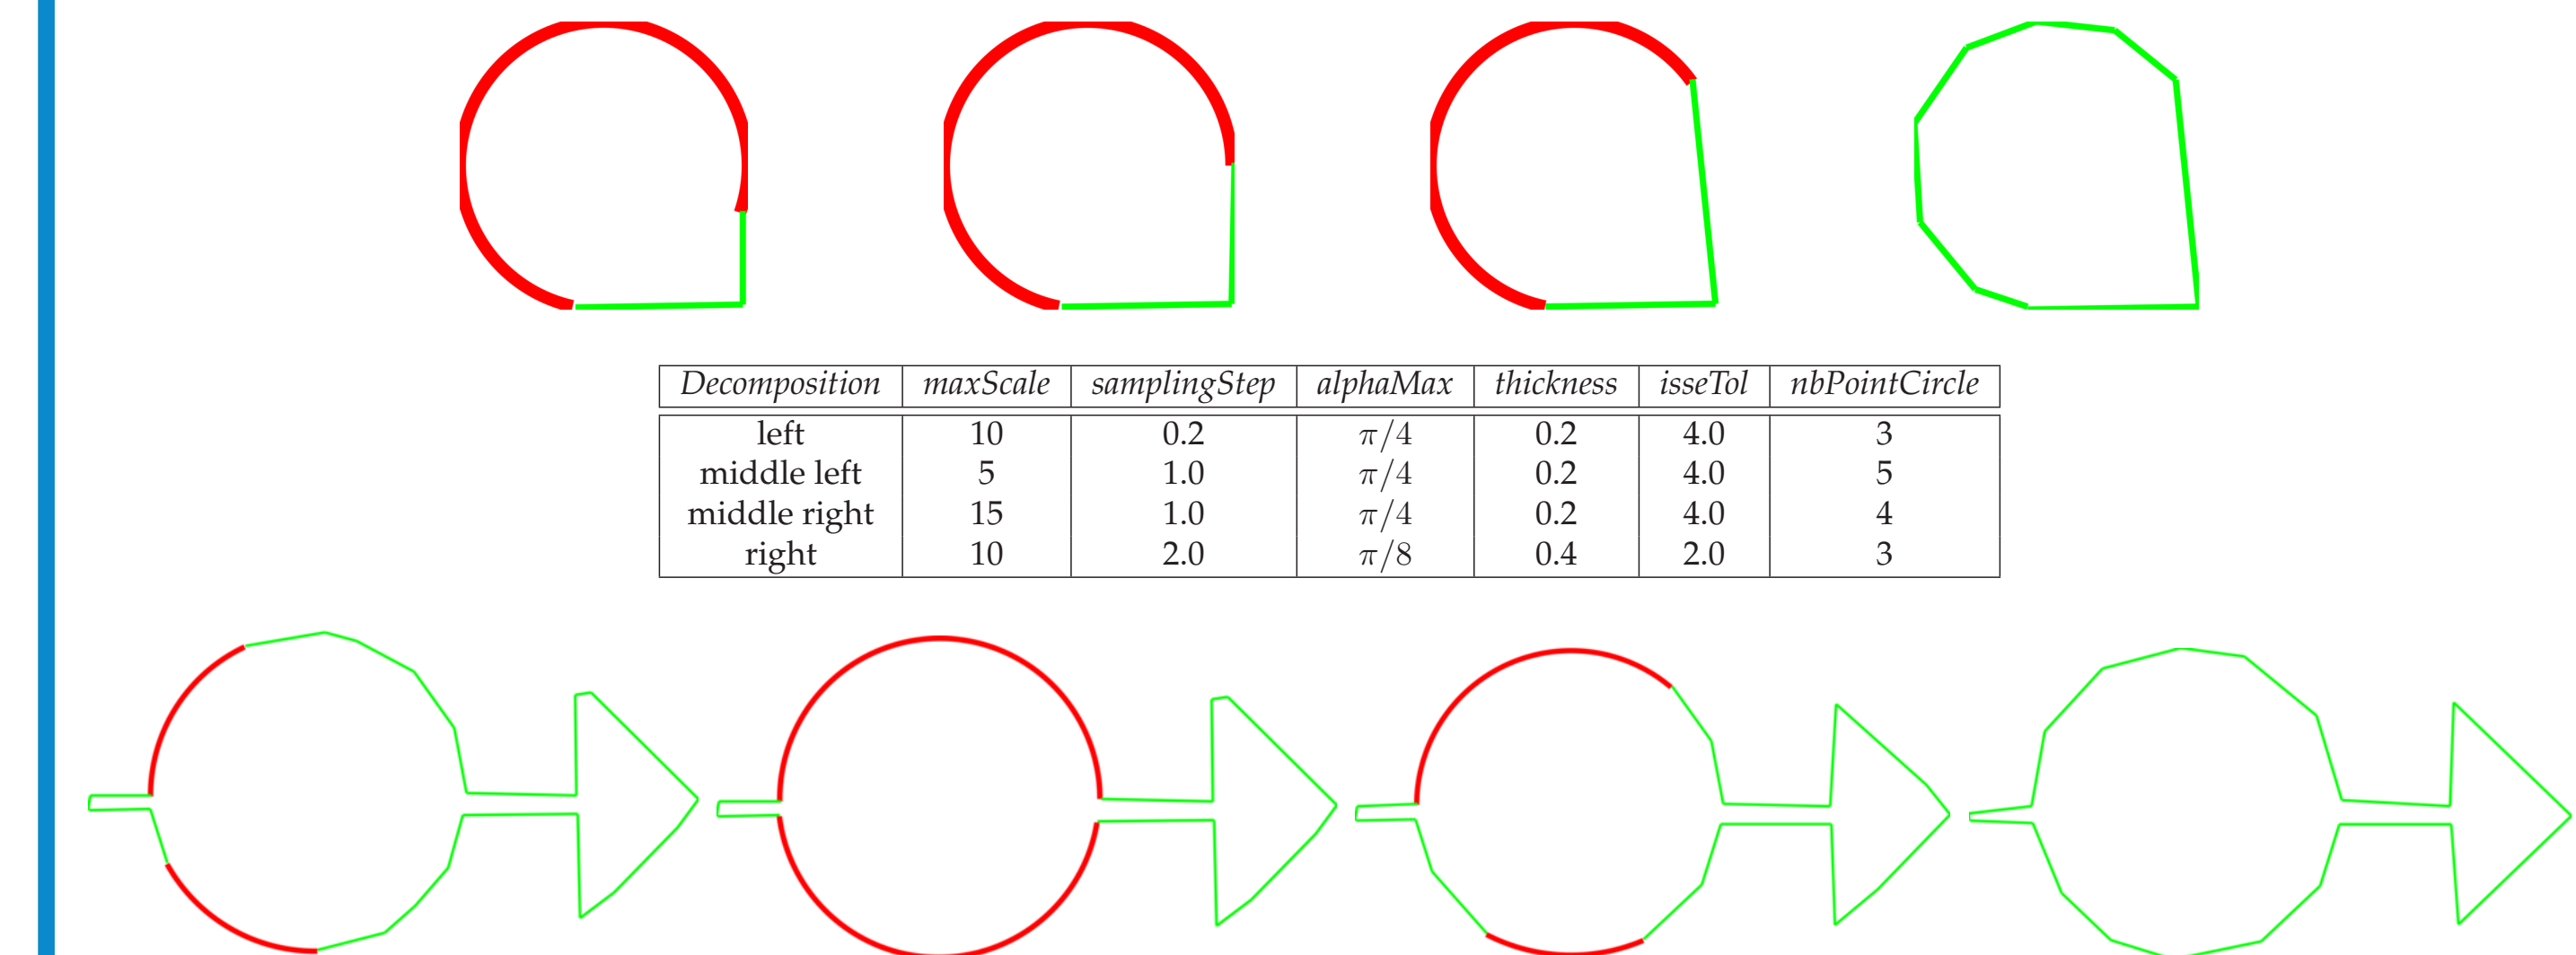 Decomposition maxScale samplingStep alphaMax thickness isseTol nbPointCircle
left 10 0.2 π/4 0.2 4.0 3
middle left 5 1.0 π/4 0.2 4.0 5
middle right 15 1.0 π/4 0.2 4.0 4
right 10 2.0 π/8 0.4 2.0 3